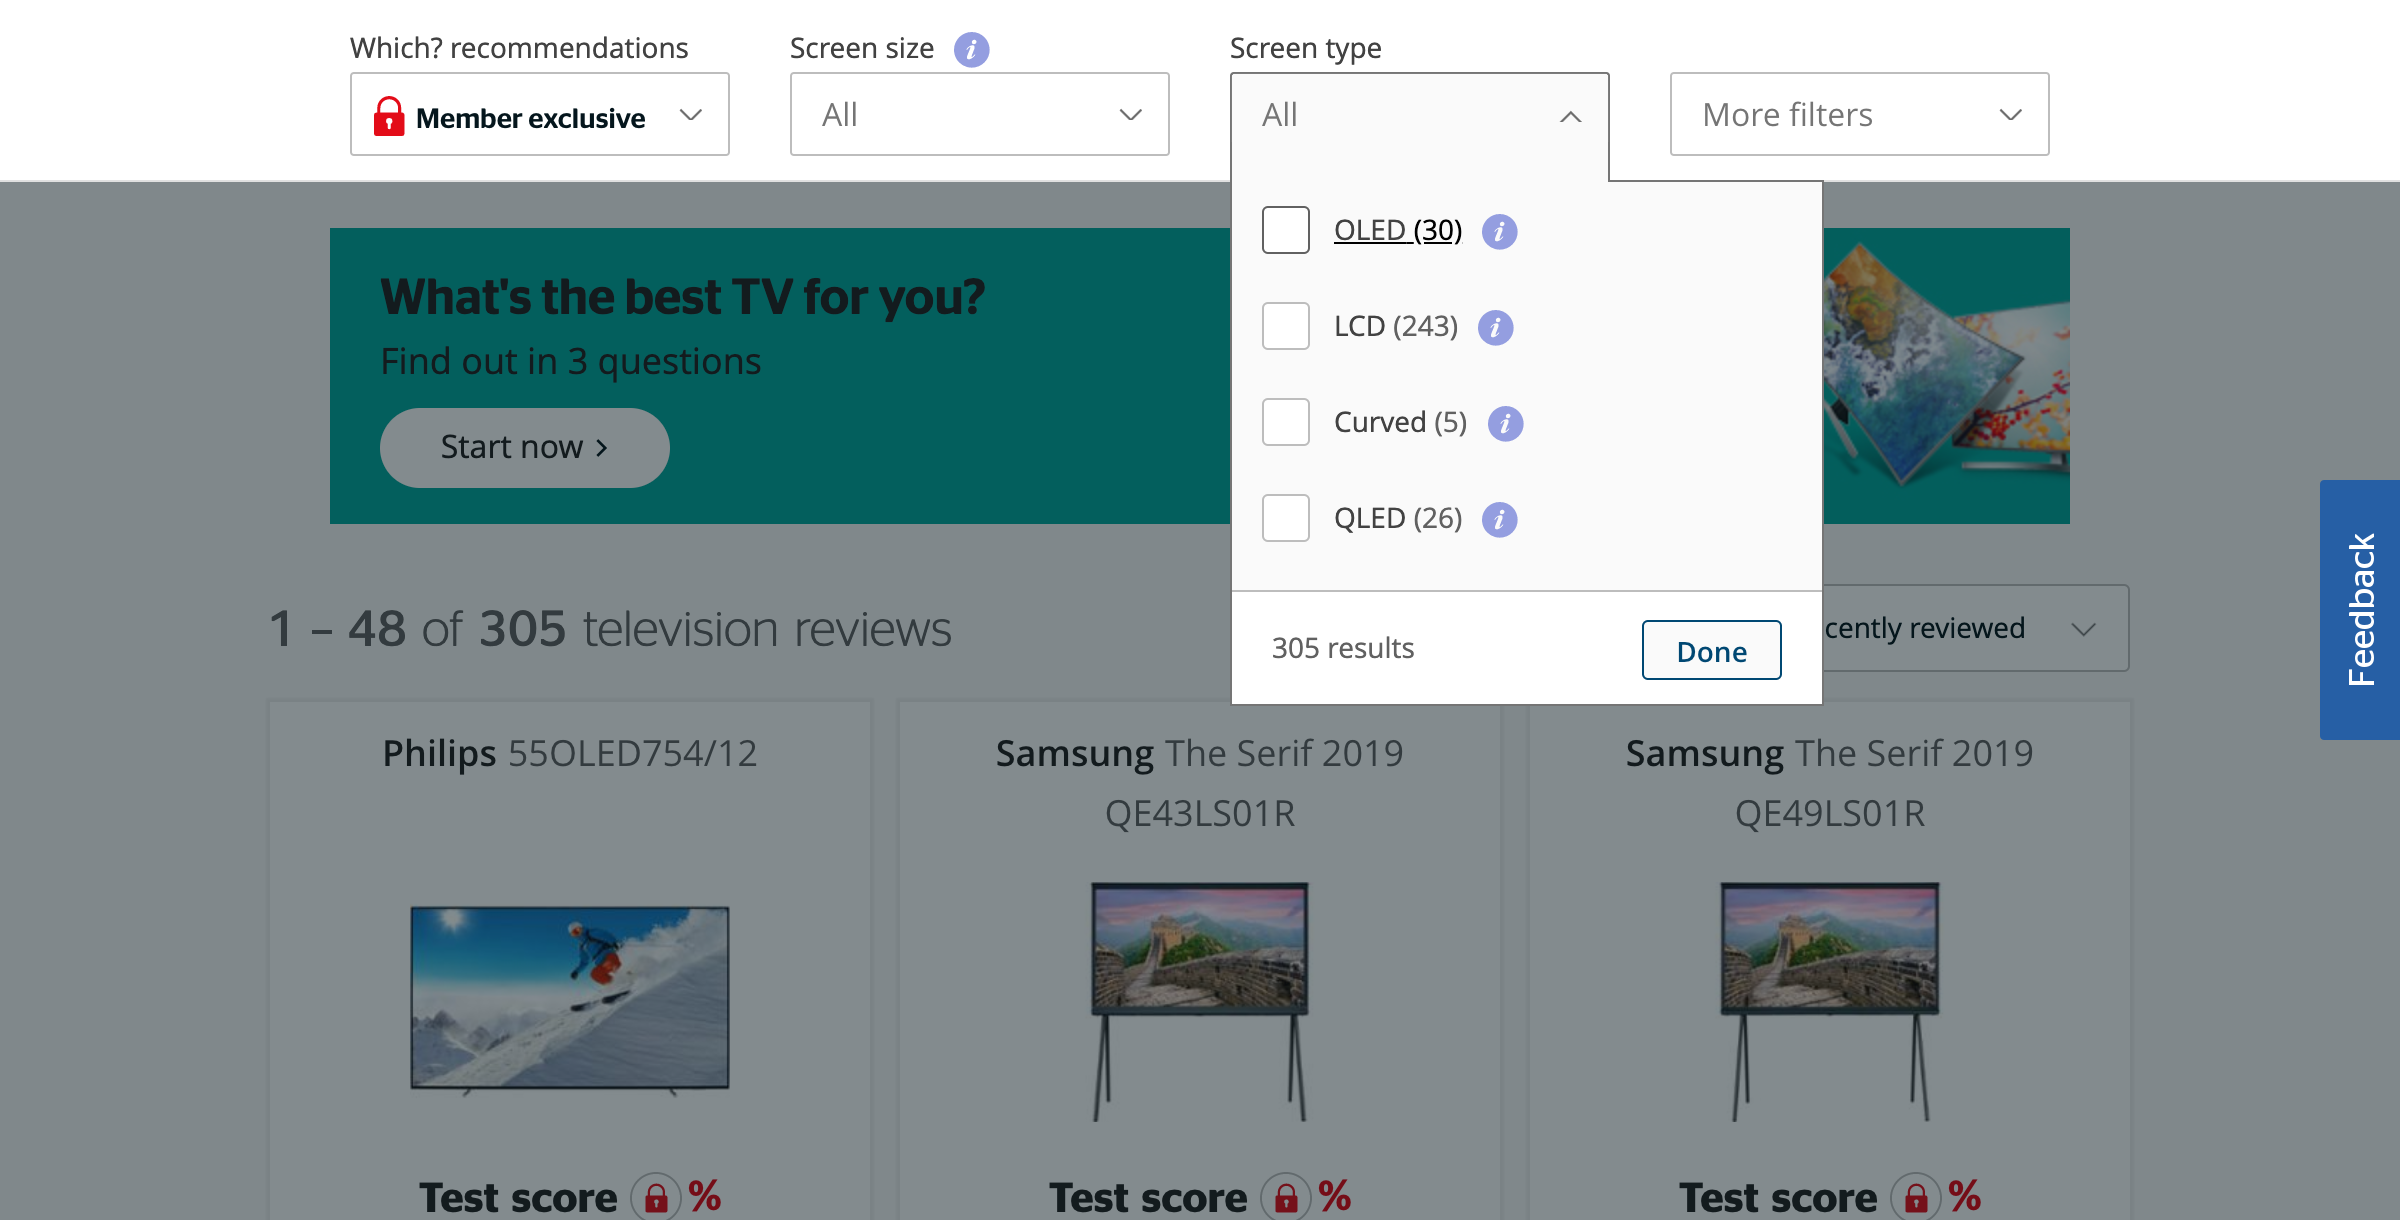 Which? recommendations
Screen size i
Screen type
Member exclusive
All
All
More filters
OLED (30) i
LCD (243) i
Curved (5) i
QLED (26) i
305 results
Done
What's the best TV for you?
Find out in 3 questions
Start now >
1 – 48 of 305 television reviews
cently reviewed
Feedback
Philips 55OLED754/12
Samsung The Serif 2019
QE43LS01R
Samsung The Serif 2019
QE49LS01R
Test score %
Test score %
Test score %